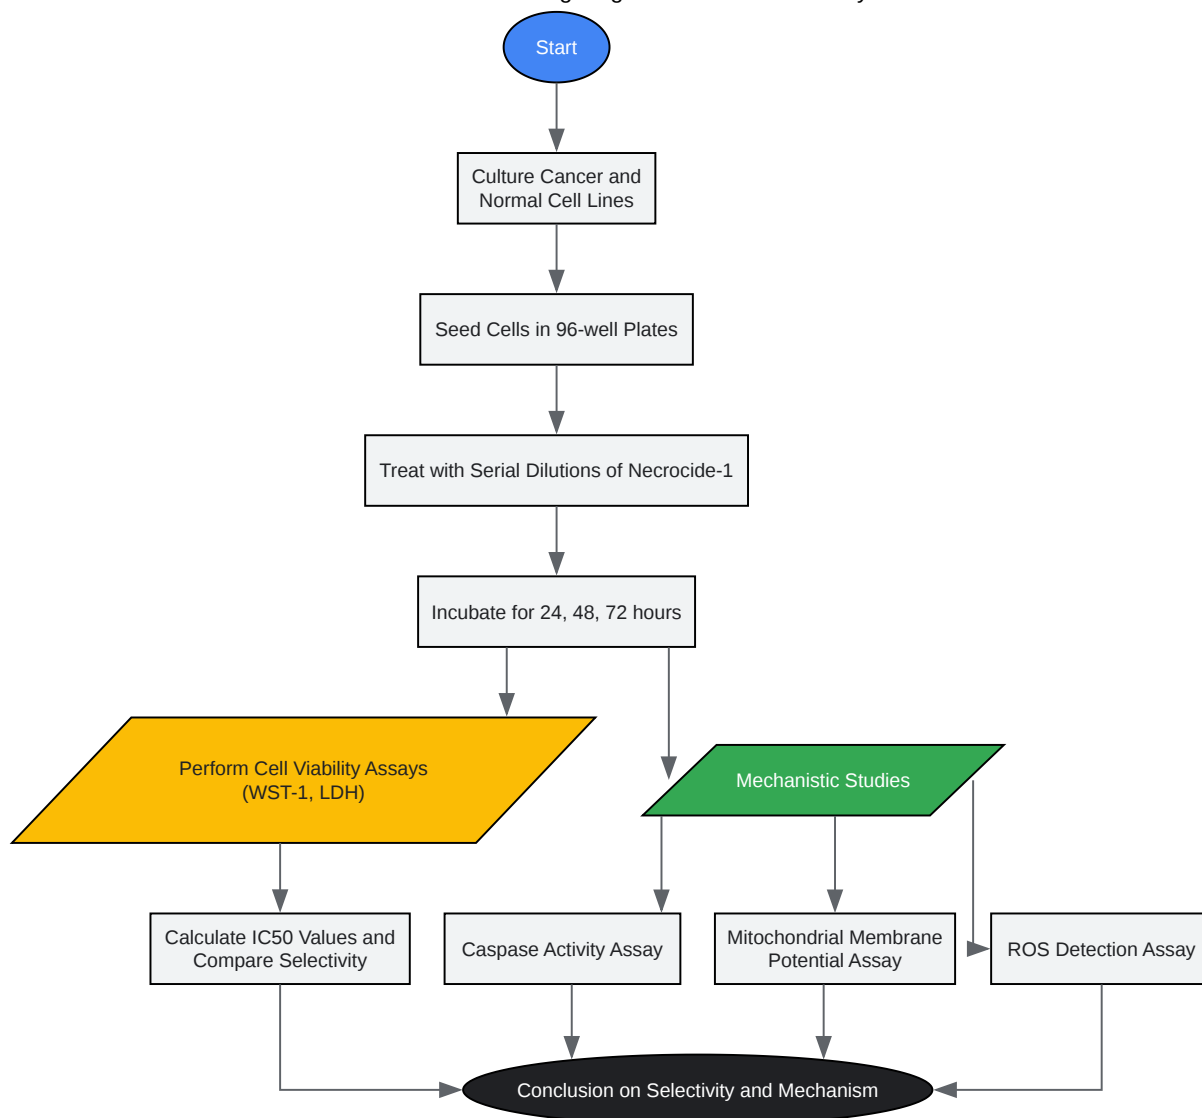 Start
Culture Cancer and
Normal Cell Lines
Seed Cells in 96-well Plates
Treat with Serial Dilutions of Necrocide-1
Incubate for 24, 48, 72 hours
Perform Cell Viability Assays
(WST-1, LDH)
Mechanistic Studies
Calculate IC50 Values and
Compare Selectivity
Caspase Activity Assay
Mitochondrial Membrane
Potential Assay
ROS Detection Assay
Conclusion on Selectivity and Mechanism